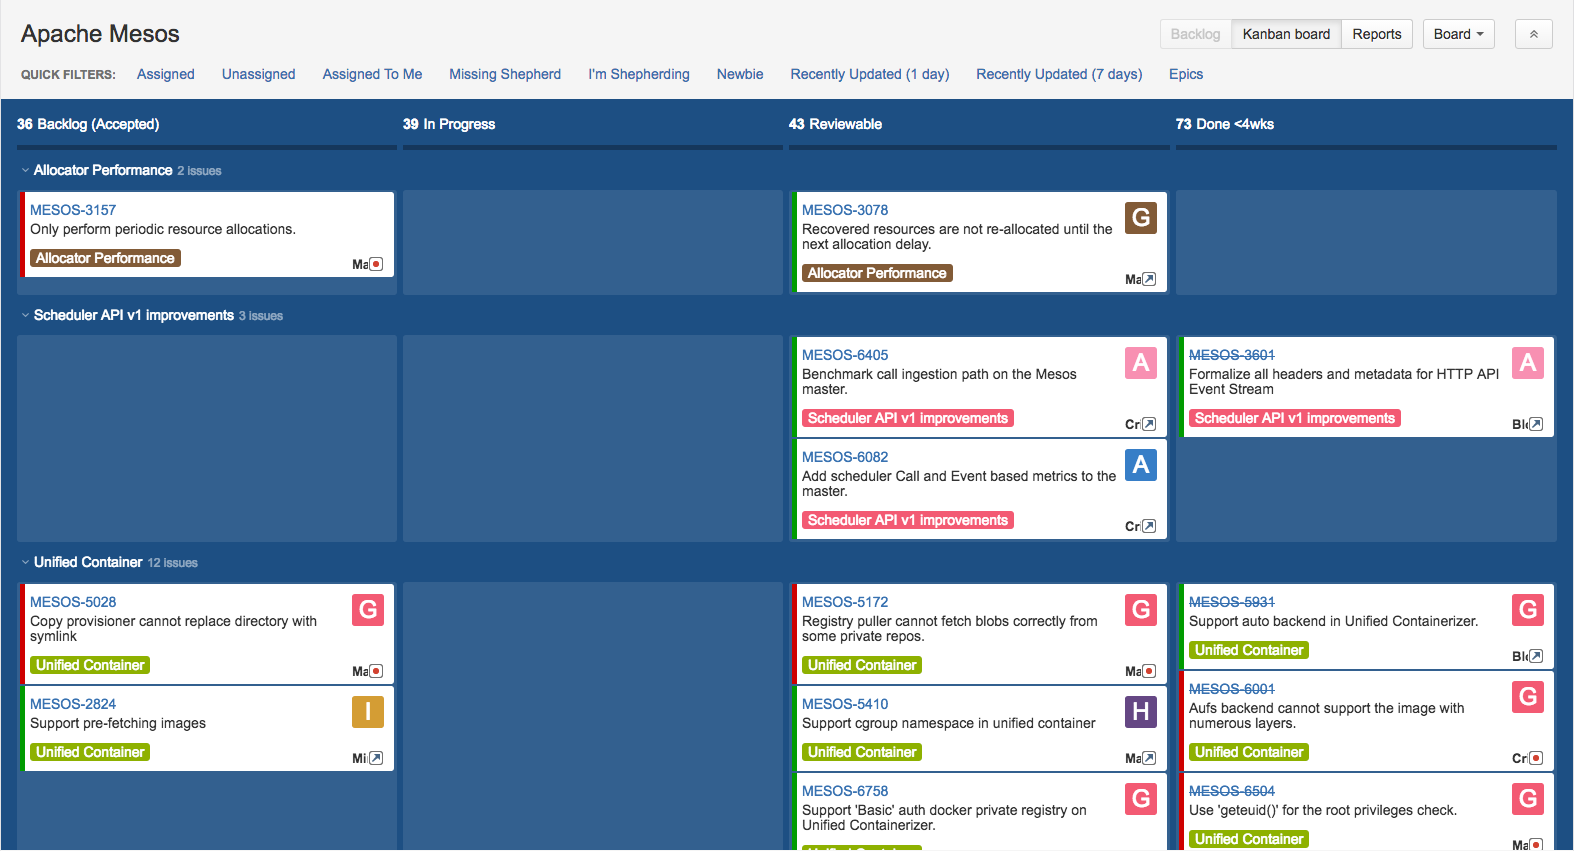 Apache Mesos
Backlog Kanban board Reports Board
QUICK FILTERS: Assigned Unassigned Assigned To Me Missing Shepherd I'm Shepherding Newbie Recently Updated (1 day) Recently Updated (7 days) Epics
36 Backlog (Accepted) 39 In Progress 43 Reviewable 73 Done <4wks
Allocator Performance 2 issues
MESOS-3157
Only perform periodic resource allocations.
Allocator Performance
Ma
MESOS-3078
G
Recovered resources are not re-allocated until the
next allocation delay.
Allocator Performance
Ma
Scheduler API v1 improvements 3 issues
MESOS-6405
A
Benchmark call ingestion path on the Mesos
master.
Scheduler API v1 improvements
Cr
MESOS-6082
A
Add scheduler Call and Event based metrics to the
master.
Scheduler API v1 improvements
Cr
MESOS-3601
A
Formalize all headers and metadata for HTTP API
Event Stream
Scheduler API v1 improvements
Blo
Unified Container 12 issues
MESOS-5028
G
Copy provisioner cannot replace directory with
symlink
Unified Container
Ma
MESOS-2824
I
Support pre-fetching images
Unified Container
Mi
MESOS-5172
G
Registry puller cannot fetch blobs correctly from
some private repos.
Unified Container
Ma
MESOS-5410
H
Support cgroup namespace in unified container
Unified Container
Ma
MESOS-6758
G
Support 'Basic' auth docker private registry on
Unified Containerizer.
Unified Container
MESOS-5931
G
Support auto backend in Unified Containerizer.
Unified Container
Blo
MESOS-6001
G
Aufs backend cannot support the image with
numerous layers.
Unified Container
Cr
MESOS-6504
G
Use 'geteuid()' for the root privileges check.
Unified Container
Ma